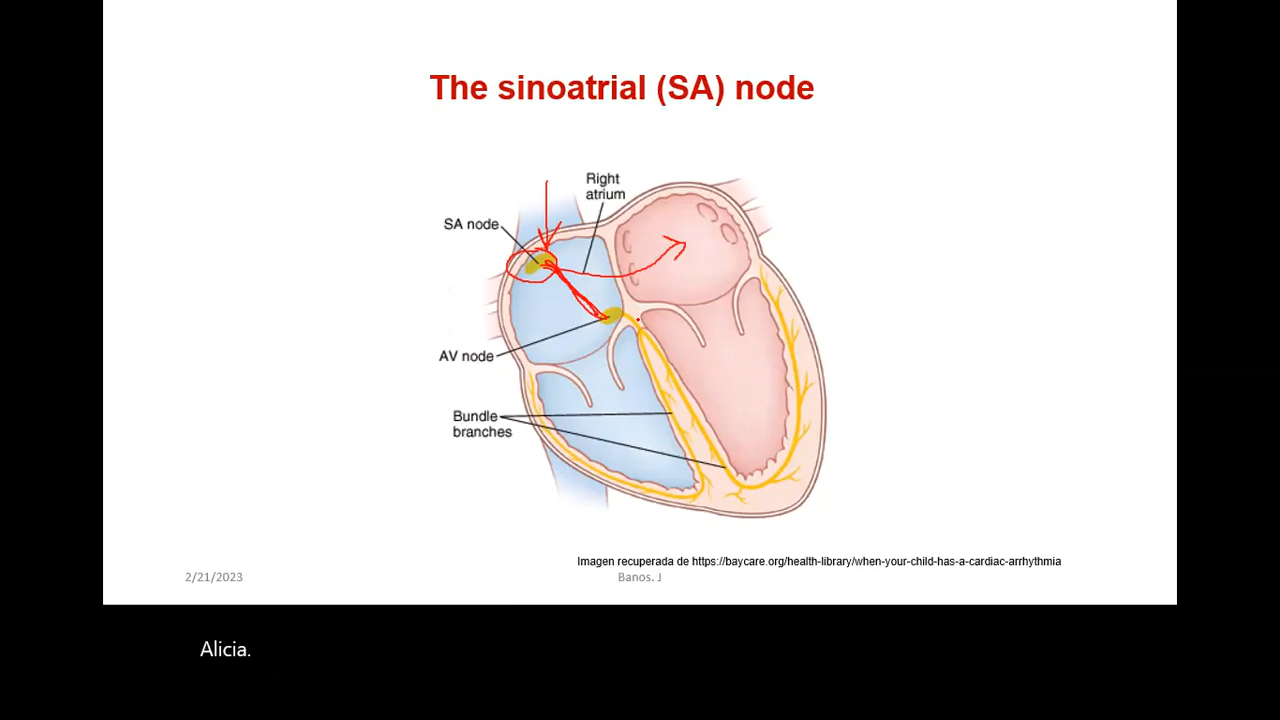 The sinoatrial (SA) node
Right
atrium
SA node
AV node
Bundle
branches
Imagen recuperada de https://baycare.org/health-library/when-your-child-has-a-cardiac-arrhythmia
2/21/2023
Banos. J
Alicia.